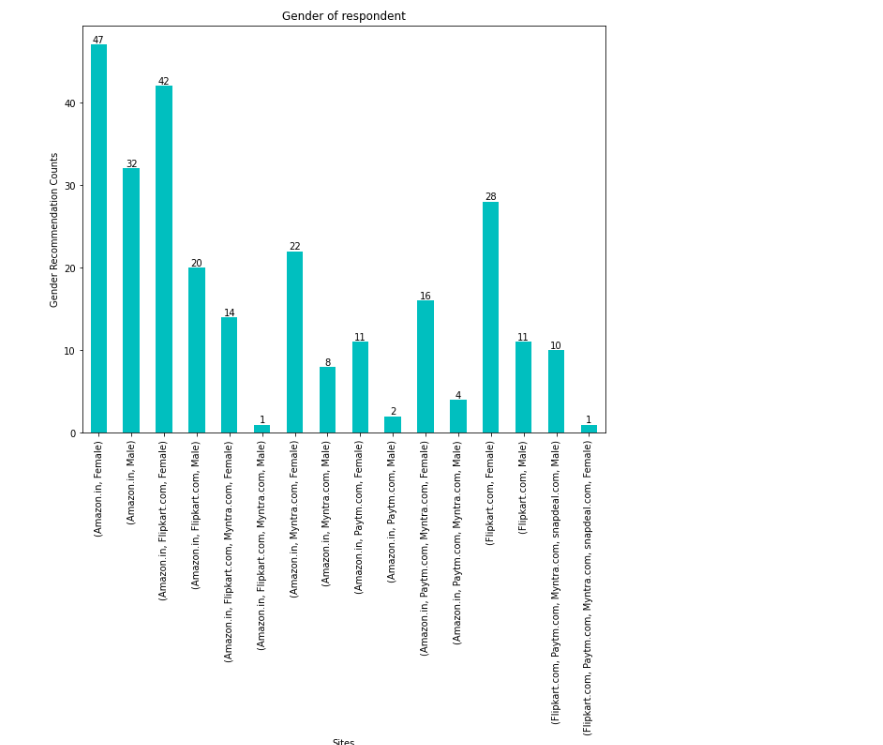 Gender of respondent
Gender Recommendation Counts
40
30
20
10
0
47
32
42
20
14
1
22
8
11
2
16
4
28
11
10
1
(Amazon.in, Female)
(Amazon.in, Male)
(Amazon.in, Flipkart.com, Female)
(Amazon.in, Flipkart.com, Male)
(Amazon.in, Flipkart.com, Myntra.com, Female)
(Amazon.in, Flipkart.com, Myntra.com, Male)
(Amazon.in, Myntra.com, Female)
(Amazon.in, Myntra.com, Male)
(Amazon.in, Paytm.com, Female)
(Amazon.in, Paytm.com, Male)
(Amazon.in, Paytm.com, Myntra.com, Female)
(Amazon.in, Paytm.com, Myntra.com, Male)
(Flipkart.com, Female)
(Flipkart.com, Male)
(Flipkart.com, Paytm.com, Myntra.com, snapdeal.com, Male)
(Flipkart.com, Paytm.com, Myntra.com, snapdeal.com, Female)
Sites